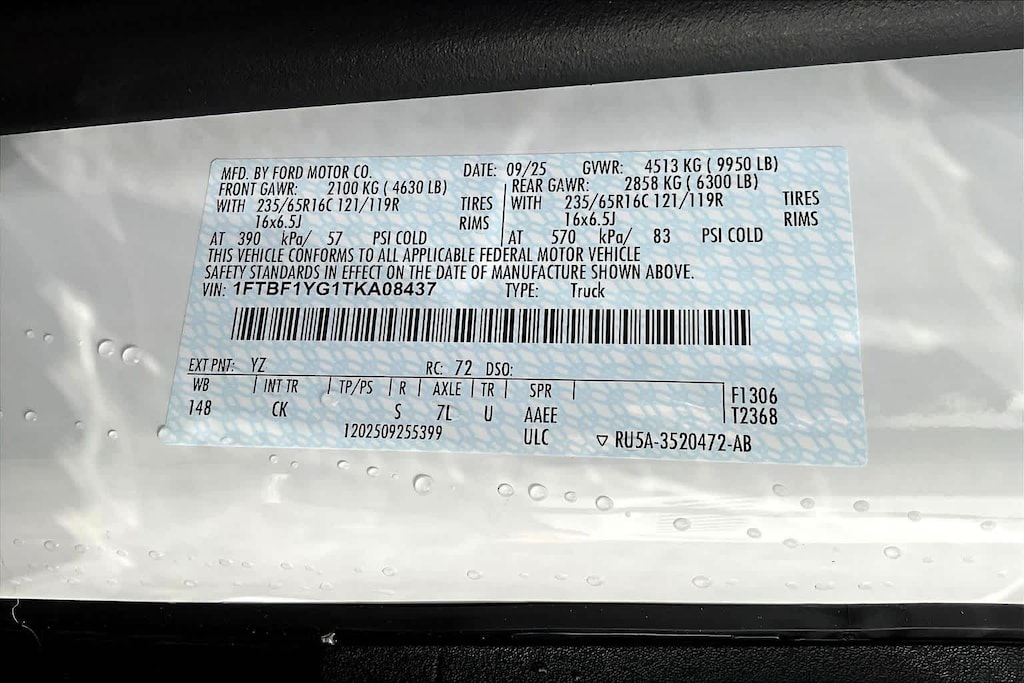 MFD. BY FORD MOTOR CO. DATE: 09/25 GVWR: 4513 KG ( 9950 LB)
FRONT GAWR: 2100 KG ( 4630 LB) REAR GAWR: 2858 KG ( 6300 LB)
WITH 235/65R16C 121/119R TIRES WITH 235/65R16C 121/119R TIRES
16x6.5J RIMS 16x6.5J RIMS
AT 390 kPa/ 57 PSI COLD AT 570 kPa/ 83 PSI COLD
THIS VEHICLE CONFORMS TO ALL APPLICABLE FEDERAL MOTOR VEHICLE
SAFETY STANDARDS IN EFFECT ON THE DATE OF MANUFACTURE SHOWN ABOVE.
VIN: 1FTBF1YG1TKA08437 TYPE: Truck
EXT PNT: YZ RC: 72 DSO:
WB INT TR TP/PS R AXLE TR SPR F1306
148 CK S 7L U AAEE T2368
1202509255399 ULC ▽ RU5A-3520472-AB